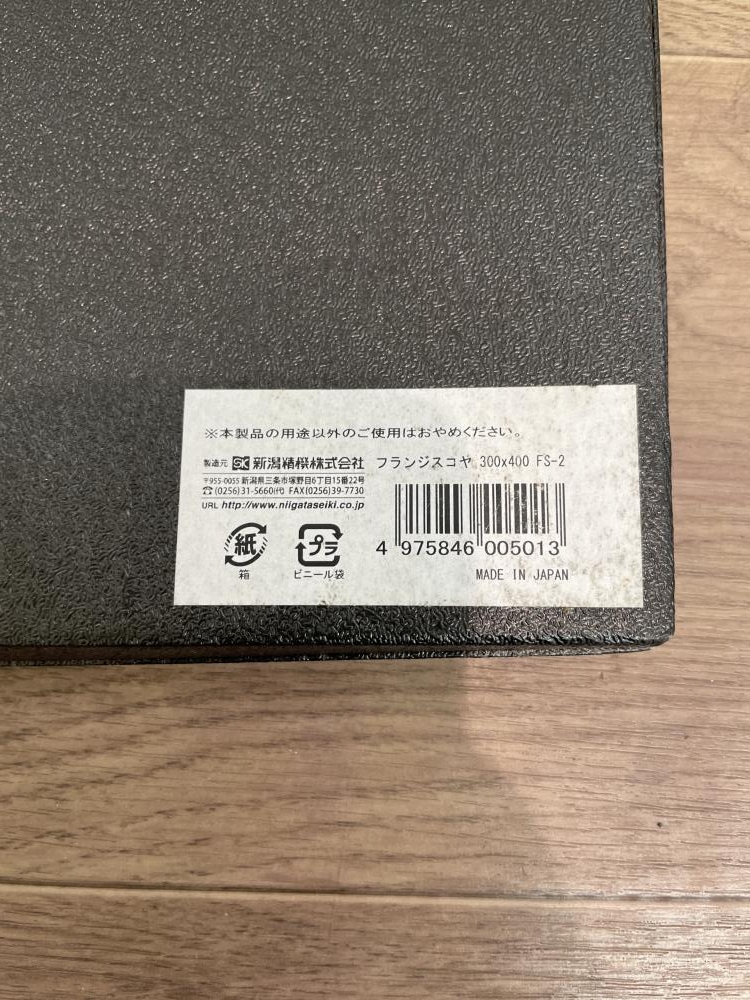 ※本製品の用途以外のご使用はおやめください。
製造元 SK 新潟精機株式会社
〒955-0055 新潟県三条市塚野目6丁目15番22号
☎(0256)31-5660(代) FAX(0256)39-7730
URL http://www.niigataseiki.co.jp
フランジスコヤ 300x400 FS-2
紙
箱
プラ
ビニール袋
4 975846 005013
MADE IN JAPAN